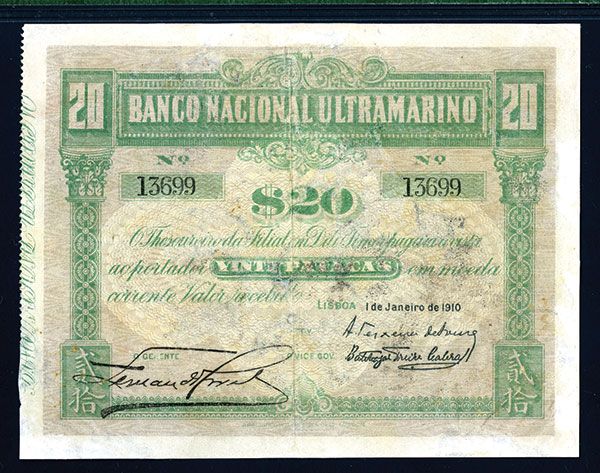 20 BANCO NACIONAL ULTRAMARINO 20
Nº Nº
13699 13699
$20
O Thesoureiro da Filial em Dili Timor pagará á vista
ao portador VINTE PATACAS em moeda
corrente Valor recebido
LISBOA 1 de Janeiro de 1910
O GERENTE O VICE GOV.
貳拾 貳拾